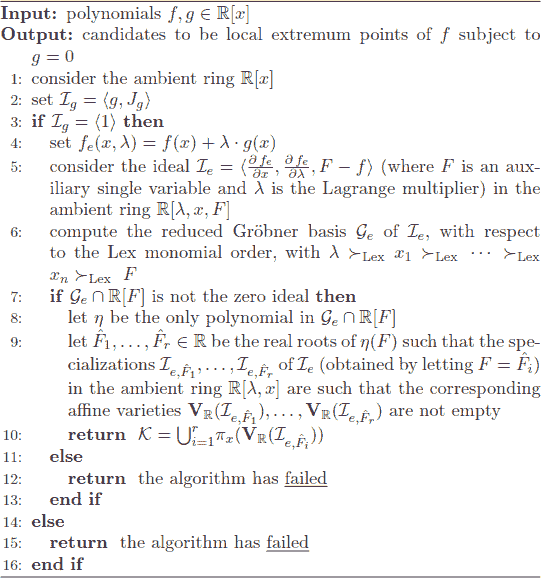 Input: polynomials f, g ∈ ℝ[x]
Output: candidates to be local extremum points of f subject to
g = 0
1: consider the ambient ring ℝ[x]
2: set ℐ_g = ⟨g, J_g⟩
3: if ℐ_g = ⟨1⟩ then
4: set f_e(x, λ) = f(x) + λ · g(x)
5: consider the ideal ℐ_e = ⟨∂f_e/∂x, ∂f_e/∂λ, F − f⟩ (where F is an aux-
iliary single variable and λ is the Lagrange multiplier) in the
ambient ring ℝ[λ, x, F]
6: compute the reduced Gröbner basis 𝒢_e of ℐ_e, with respect
to the Lex monomial order, with λ ≻_Lex x_1 ≻_Lex ··· ≻_Lex
x_n ≻_Lex F
7: if 𝒢_e ∩ ℝ[F] is not the zero ideal then
8: let η be the only polynomial in 𝒢_e ∩ ℝ[F]
9: let F̂_1, . . . , F̂_r ∈ ℝ be the real roots of η(F) such that the spe-
cializations ℐ_{e,F̂_1}, . . . , ℐ_{e,F̂_r} of ℐ_e (obtained by letting F = F̂_i)
in the ambient ring ℝ[λ, x] are such that the corresponding
affine varieties V_ℝ(ℐ_{e,F̂_1}), . . . , V_ℝ(ℐ_{e,F̂_r}) are not empty
10: return 𝒦 = ⋃_{i=1}^{r} π_x(V_ℝ(ℐ_{e,F̂_i}))
11: else
12: return the algorithm has failed
13: end if
14: else
15: return the algorithm has failed
16: end if